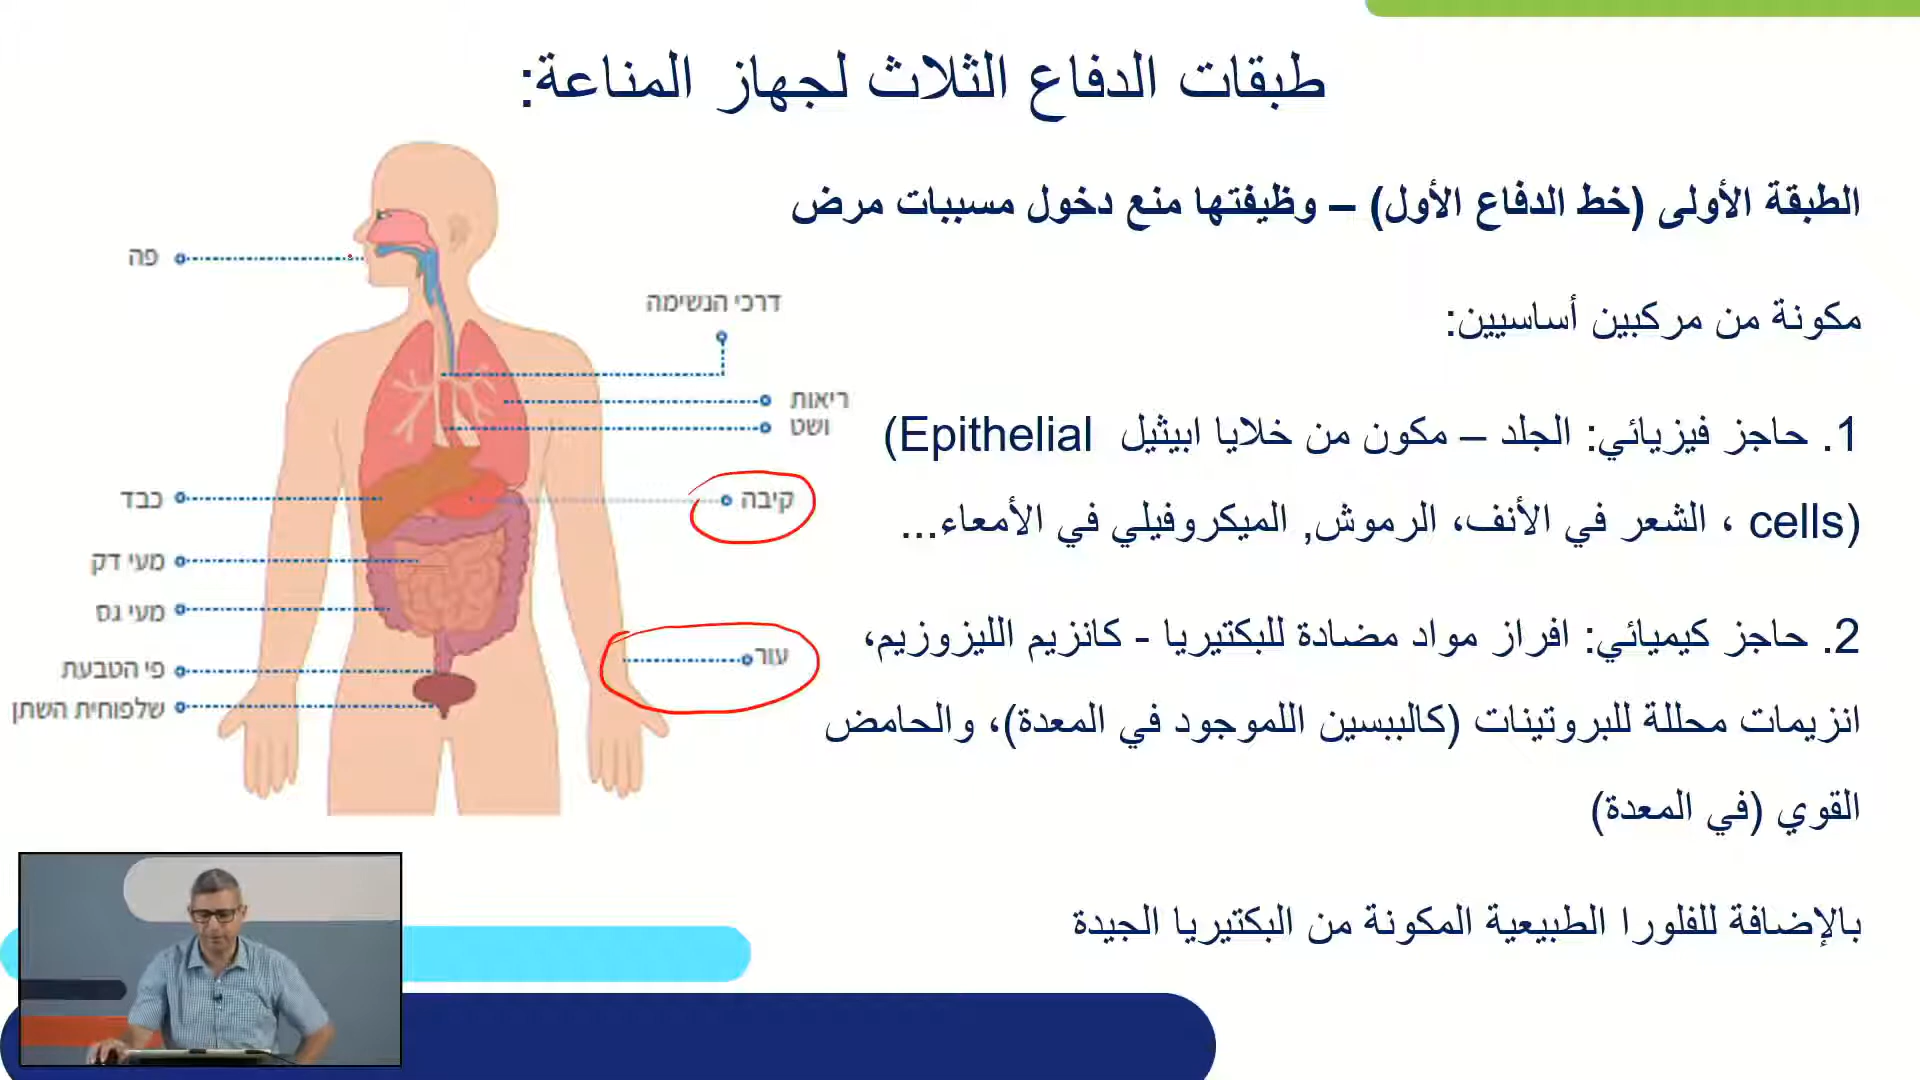 طبقات الدفاع الثلاث لجهاز المناعة:
الطبقة الأولى (خط الدفاع الأول) – وظيفتها منع دخول مسببات مرض
مكونة من مركبين أساسيين:
1. حاجز فيزيائي: الجلد – مكون من خلايا ابيثيل (Epithelial
cells) ، الشعر في الأنف، الرموش, الميكروفيلي في الأمعاء...
2. حاجز كيميائي: افراز مواد مضادة للبكتيريا - كانزيم الليزوزيم،
انزيمات محللة للبروتينات (كالببسين اللموجود في المعدة)، والحامض
القوي (في المعدة)
بالإضافة للفلورا الطبيعية المكونة من البكتيريا الجيدة
פה
דרכי הנשימה
ריאות
ושט
קיבה
כבד
מעי דק
מעי גס
עור
פי הטבעת
שלפוחית השתן